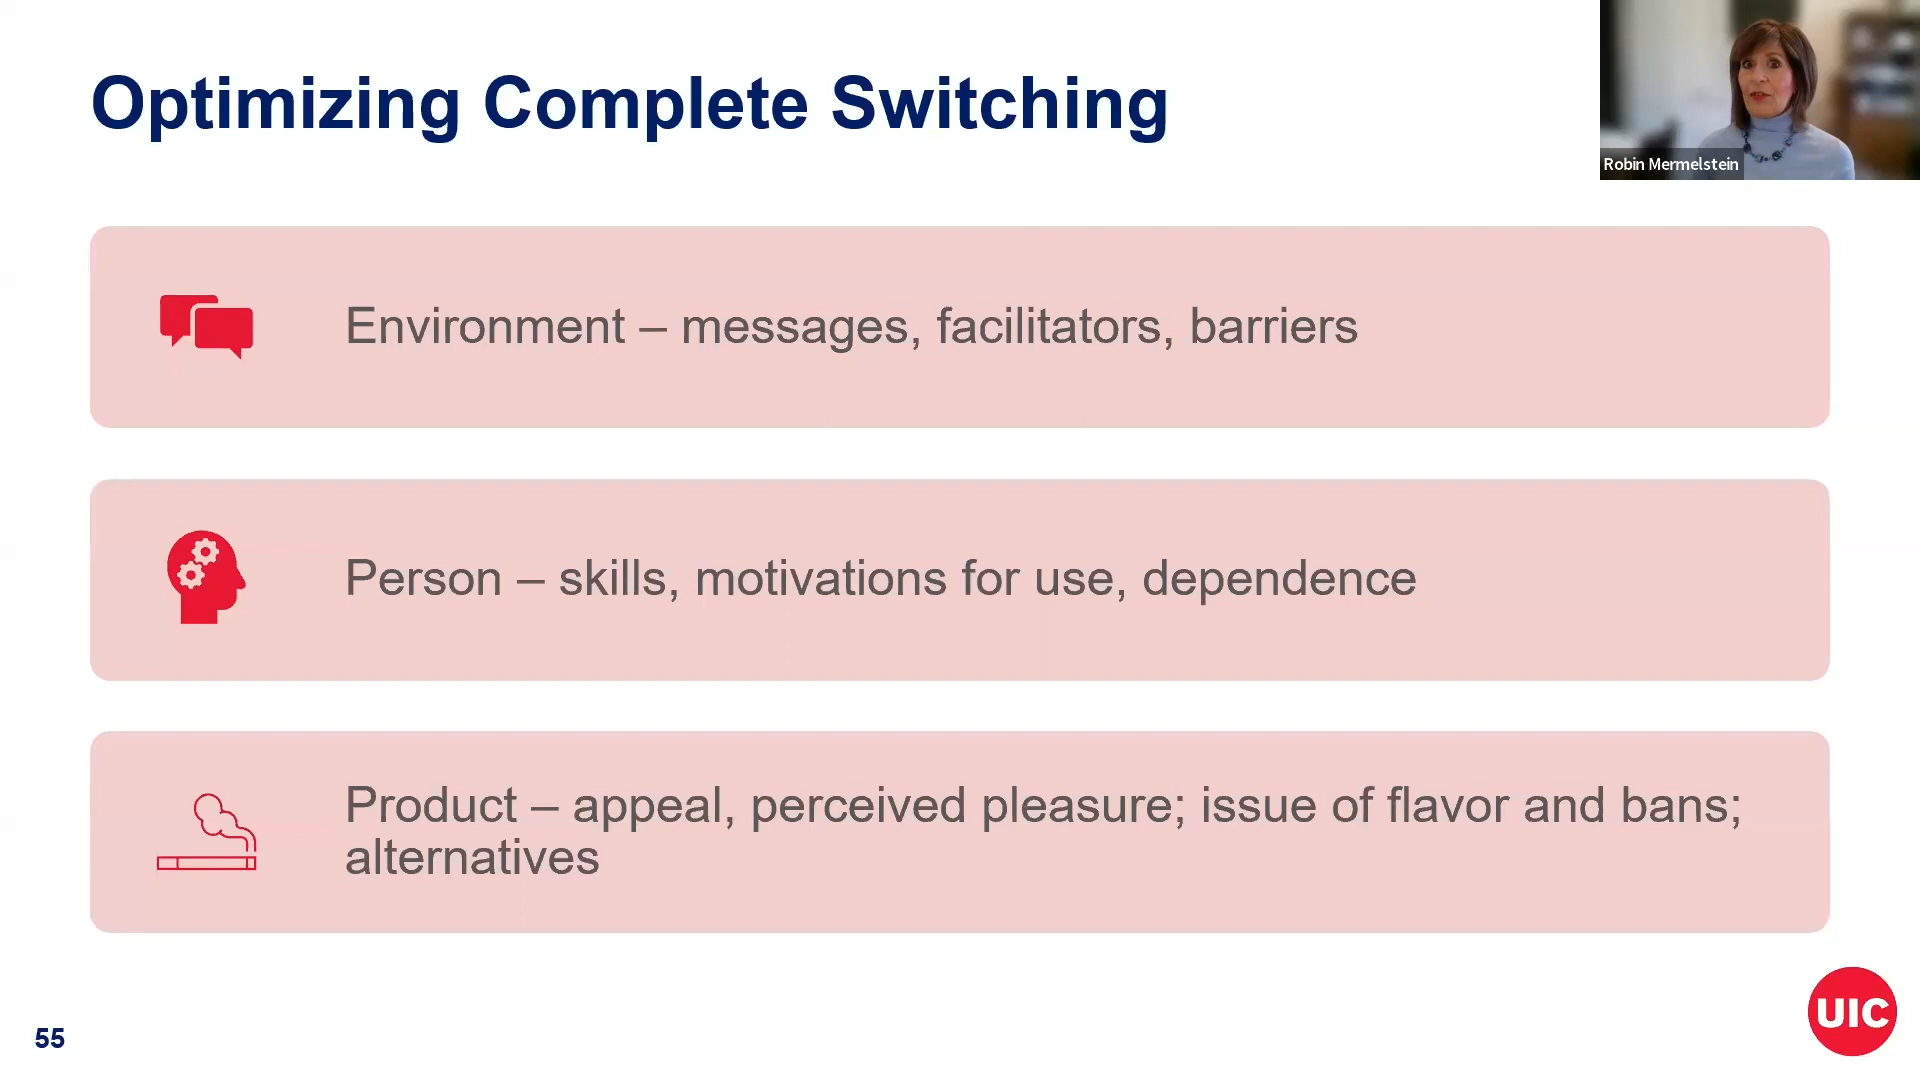 Optimizing Complete Switching
Robin Mermelstein
Environment – messages, facilitators, barriers
Person – skills, motivations for use, dependence
Product – appeal, perceived pleasure; issue of flavor and bans;
alternatives
55
UIC